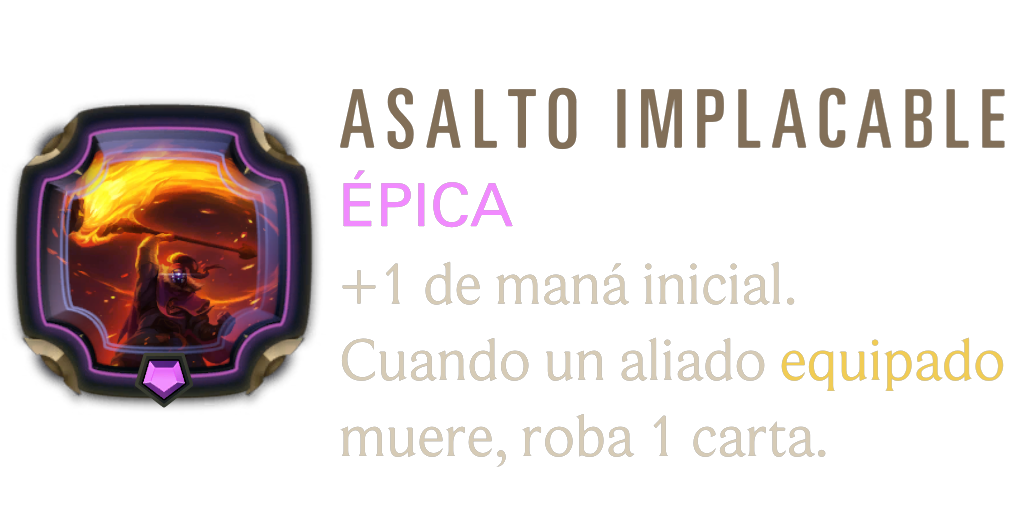 ASALTO IMPLACABLE
ÉPICA
+1 de maná inicial.
Cuando un aliado equipado
muere, roba 1 carta.